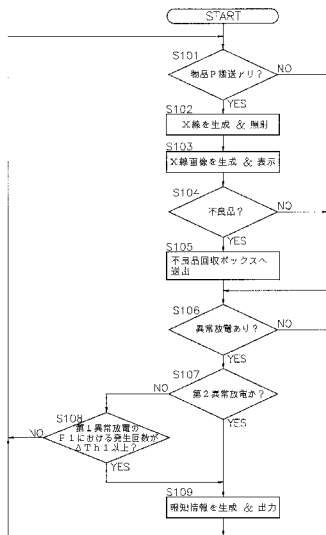 START
S101
物品P搬送アリ？
NO
YES
S102
X線を生成 & 照射
S103
X線画像を生成 & 表示
S104
不良品？
NO
YES
S105
不良品回収ボックスへ
送出
S106
異常放電あり？
NO
YES
S107
NO
第2異常放電か？
YES
S108
第1異常放電の
P1における発生回数が
ΔTh1以上？
NO
YES
S109
報知情報を生成 & 出力